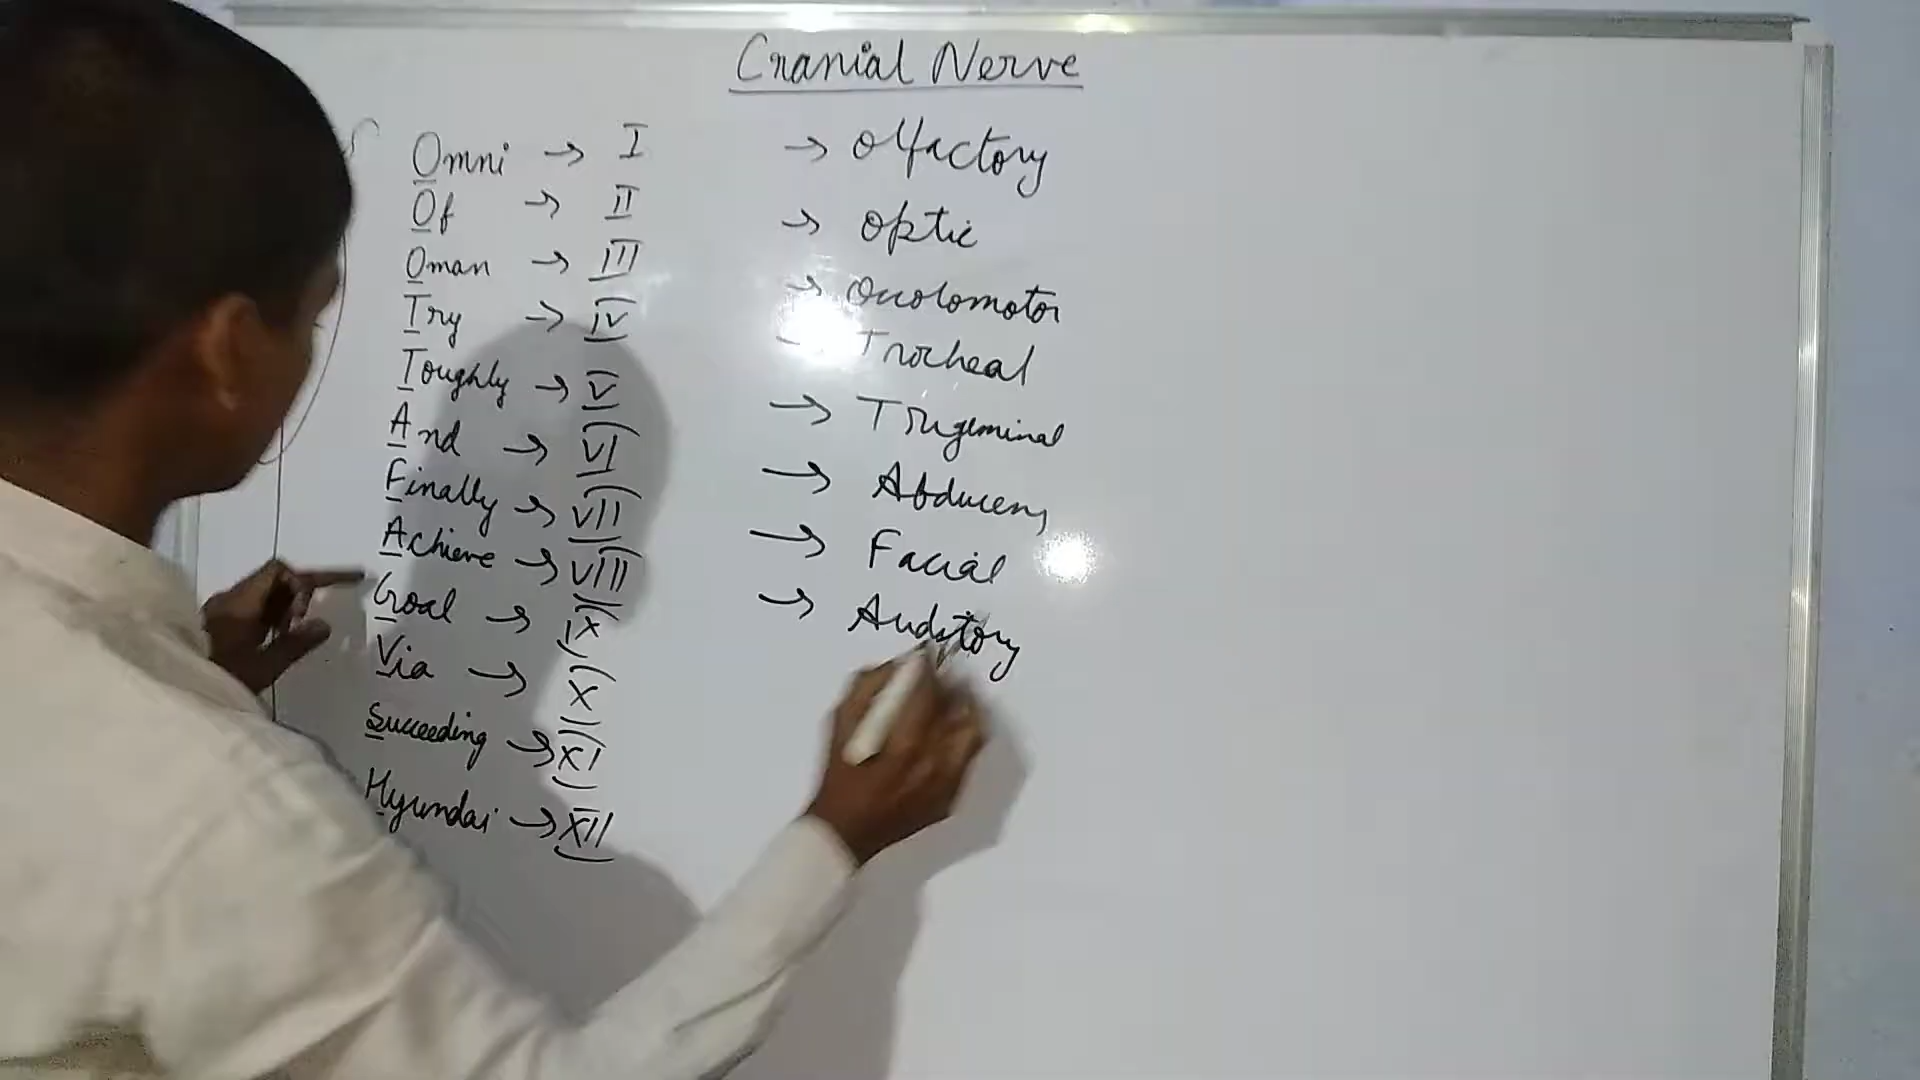 Cranial Nerve
Omni → I → Olfactory
Of → II → Optic
Oman → III → Occolomotor
Try → IV → Trocheal
Toughly → V → Trigeminal
And → VI → Abducens
Finally → VII → Facial
Achieve → VIII → Auditory
Goal → IX
Via → X
Succeeding → XI
Hyundai → XII